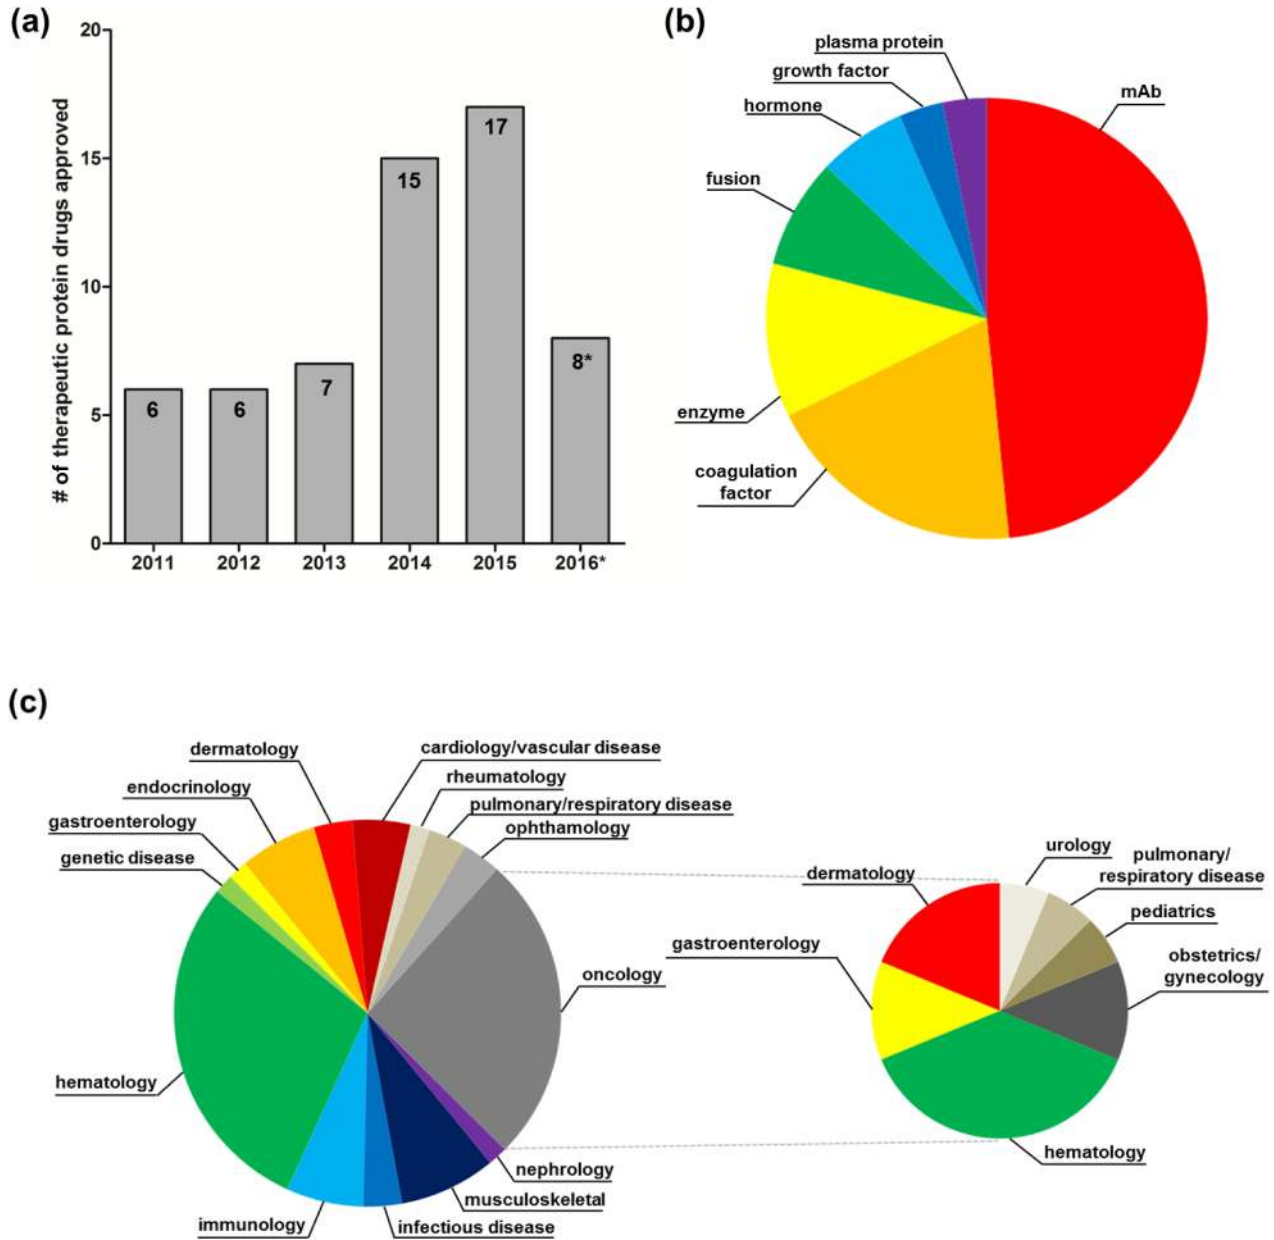 (a)
20
15
10
5
0
# of therapeutic protein drugs approved
6
6
7
15
17
8*
2011
2012
2013
2014
2015
2016*
(b)
plasma protein
growth factor
hormone
fusion
enzyme
coagulation
factor
mAb
(c)
dermatology
endocrinology
gastroenterology
genetic disease
hematology
immunology
cardiology/vascular disease
rheumatology
pulmonary/respiratory disease
ophthamology
oncology
nephrology
musculoskeletal
infectious disease
dermatology
gastroenterology
urology
pulmonary/
respiratory disease
pediatrics
obstetrics/
gynecology
hematology